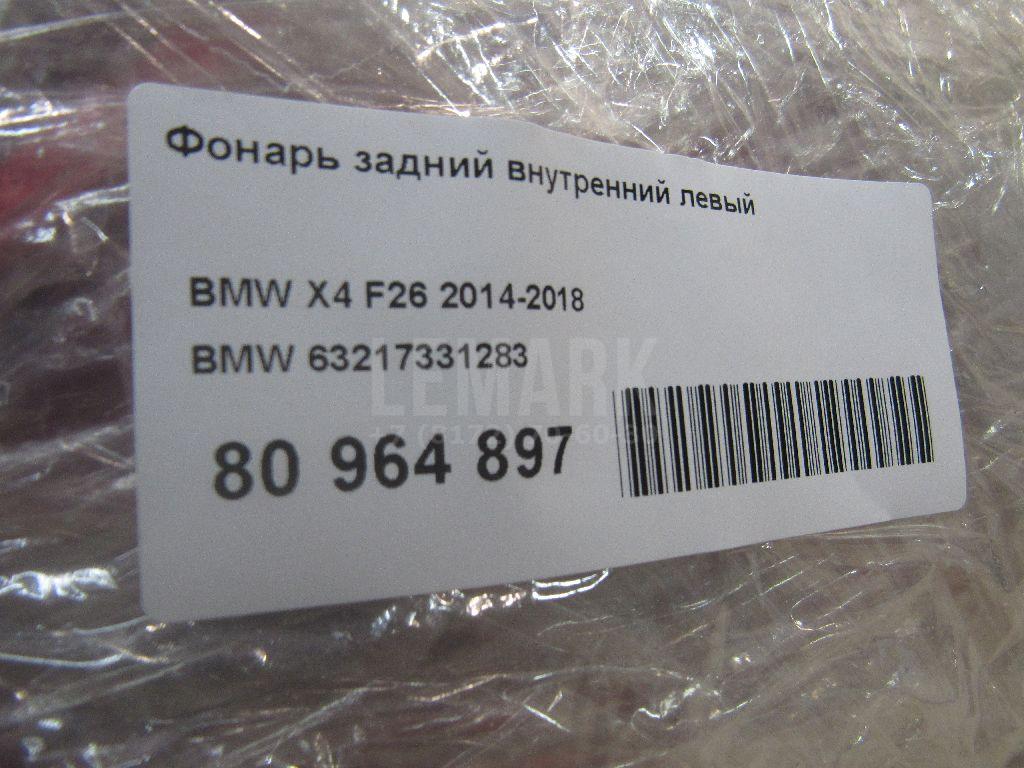 Фонарь задний внутренний левый
BMW X4 F26 2014-2018
BMW 63217331283
LEMARK
80 964 897